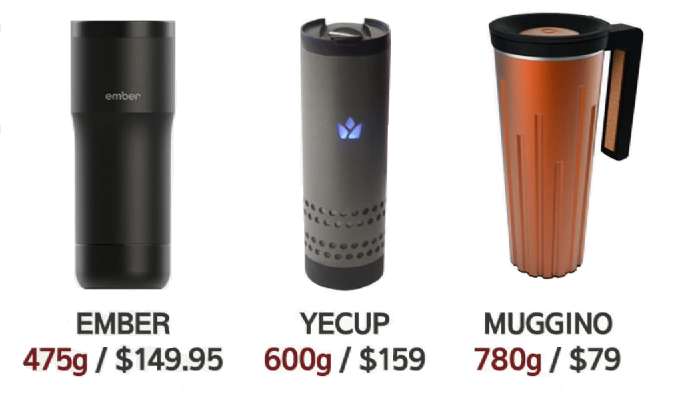 ember
EMBER
475g / $149.95
YECUP
600g / $159
MUGGINO
780g / $79